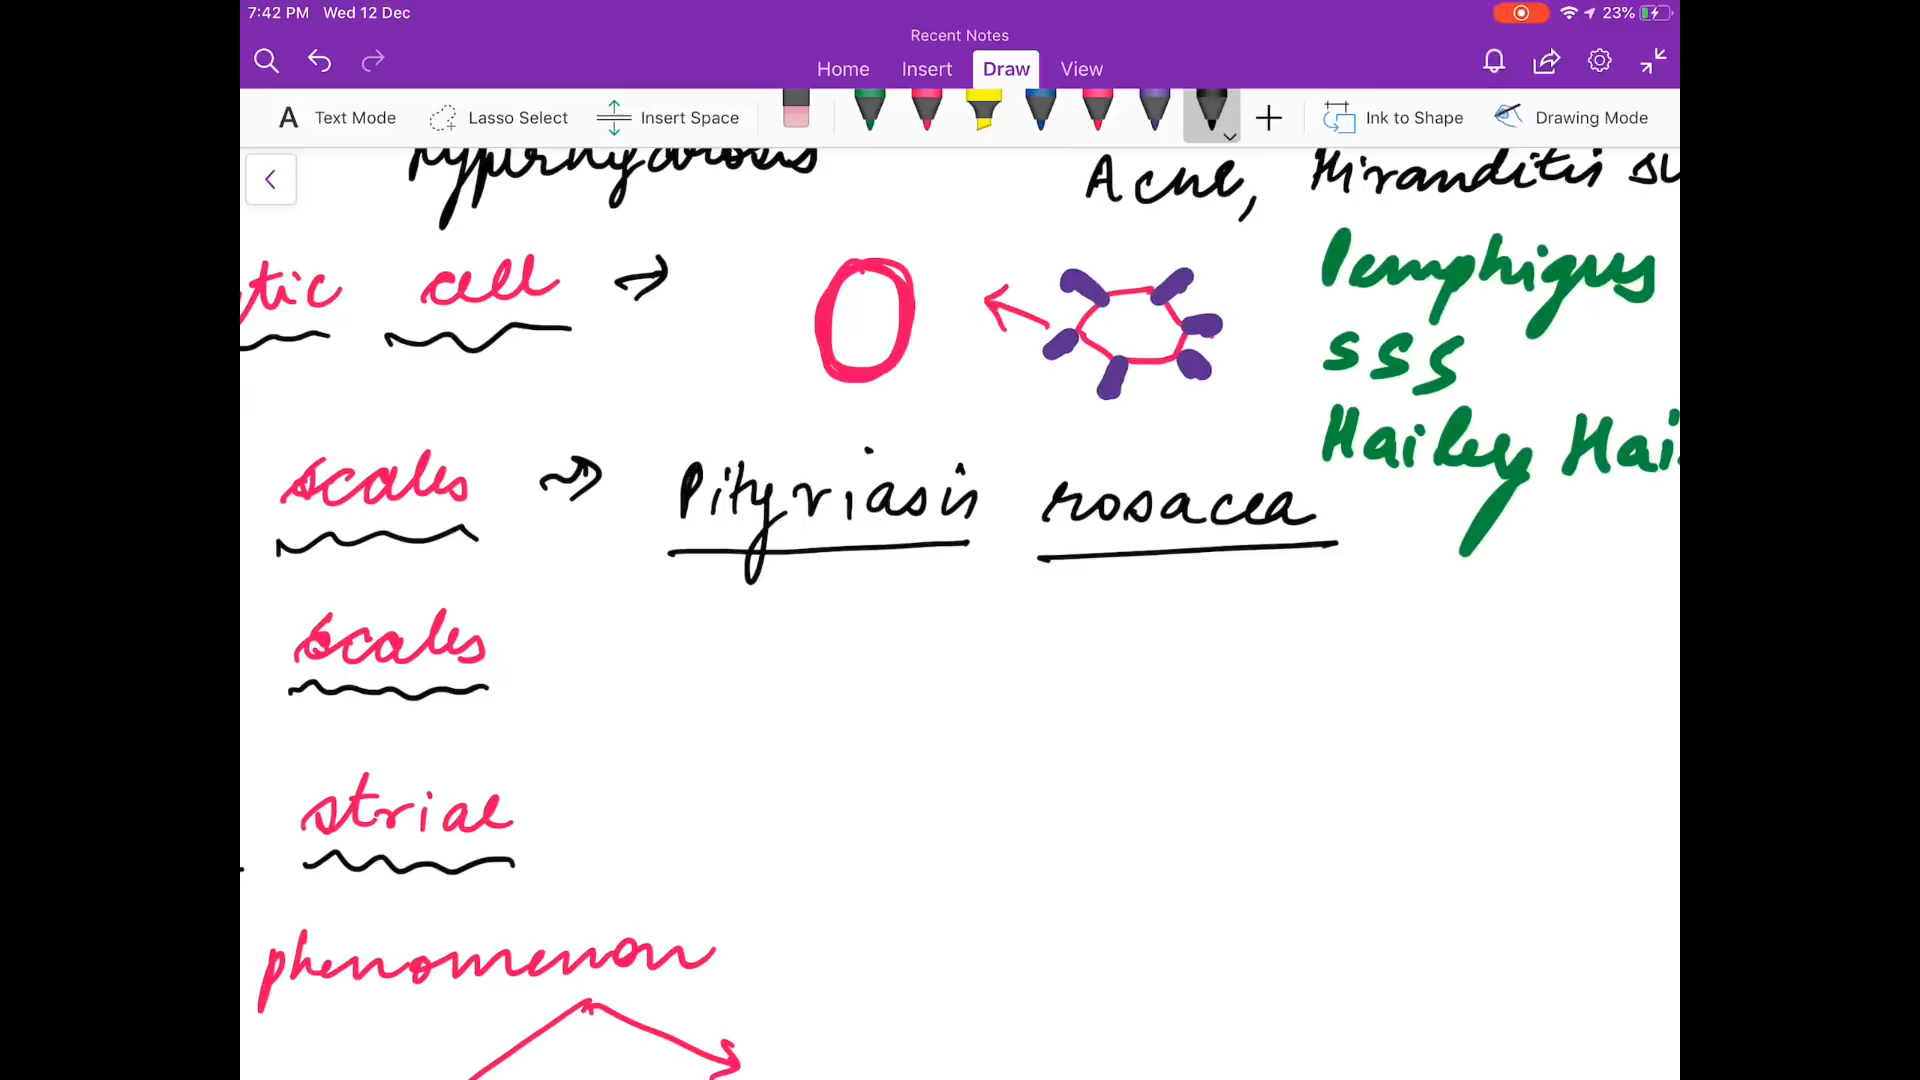 7:42 PM Wed 12 Dec
23%
Recent Notes
Home Insert Draw View
A Text Mode Lasso Select Insert Space Ink to Shape Drawing Mode
Acne,
tic cell
Pemphigus
SSS
Hailey Hai
scales Pityriasis rosacea
scales
striae
phenomenon